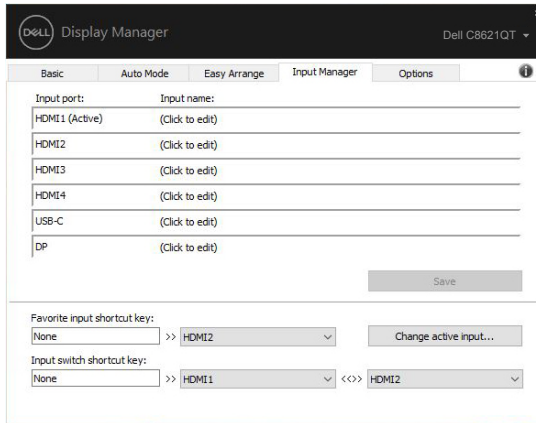 DELL Display Manager
Dell C8621QT
Basic Auto Mode Easy Arrange Input Manager Options i
Input port: Input name:
HDMI1 (Active) (Click to edit)
HDMI2 (Click to edit)
HDMI3 (Click to edit)
HDMI4 (Click to edit)
USB-C (Click to edit)
DP (Click to edit)
Save
Favorite input shortcut key:
None >> HDMI2 Change active input...
Input switch shortcut key:
None >> HDMI1 <<>> HDMI2